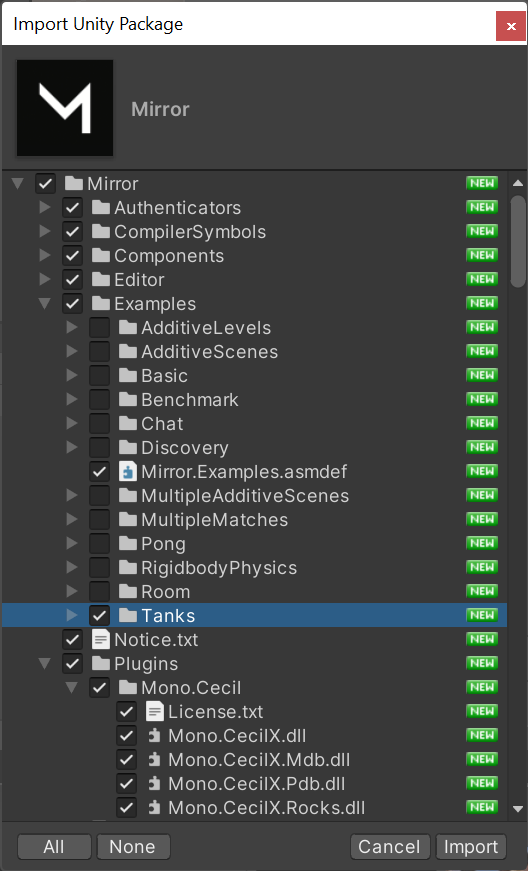 Import Unity Package
Mirror
Mirror NEW
Authenticators NEW
CompilerSymbols NEW
Components NEW
Editor NEW
Examples NEW
AdditiveLevels NEW
AdditiveScenes NEW
Basic NEW
Benchmark NEW
Chat NEW
Discovery NEW
Mirror.Examples.asmdef NEW
MultipleAdditiveScenes NEW
MultipleMatches NEW
Pong NEW
RigidbodyPhysics NEW
Room NEW
Tanks NEW
Notice.txt NEW
Plugins NEW
Mono.Cecil NEW
License.txt NEW
Mono.CecilX.dll NEW
Mono.CecilX.Mdb.dll NEW
Mono.CecilX.Pdb.dll NEW
Mono.CecilX.Rocks.dll NEW
All None Cancel Import